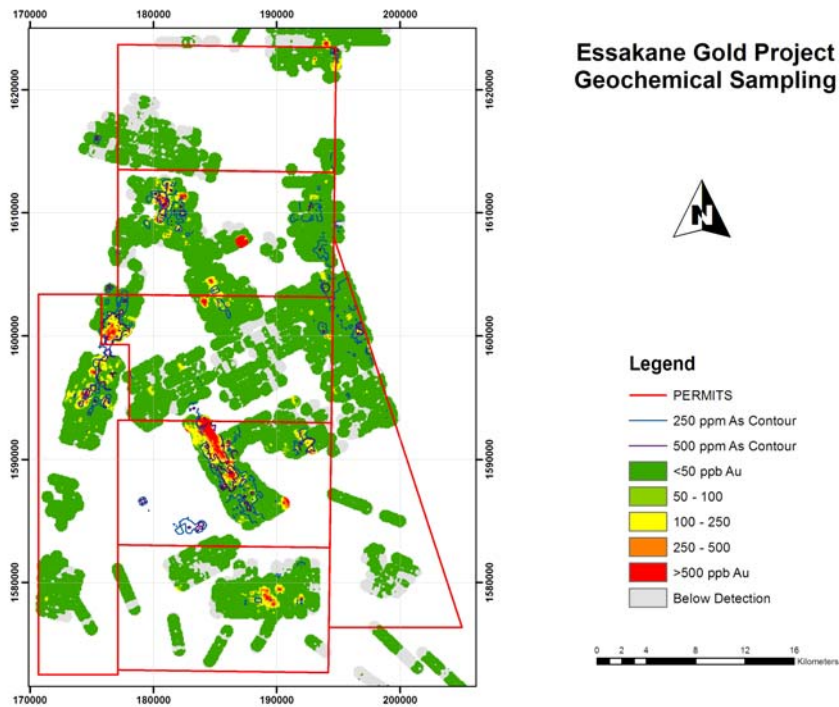 170000 180000 190000 200000
Essakane Gold Project
Geochemical Sampling
1620000 1620000
1610000 1610000
1600000 1600000
1590000 1590000
1580000 1580000
N
Legend
PERMITS
250 ppm As Contour
500 ppm As Contour
<50 ppb Au
50 - 100
100 - 250
250 - 500
>500 ppb Au
Below Detection
0 2 4 8 12 16
Kilometers
170000 180000 190000 200000